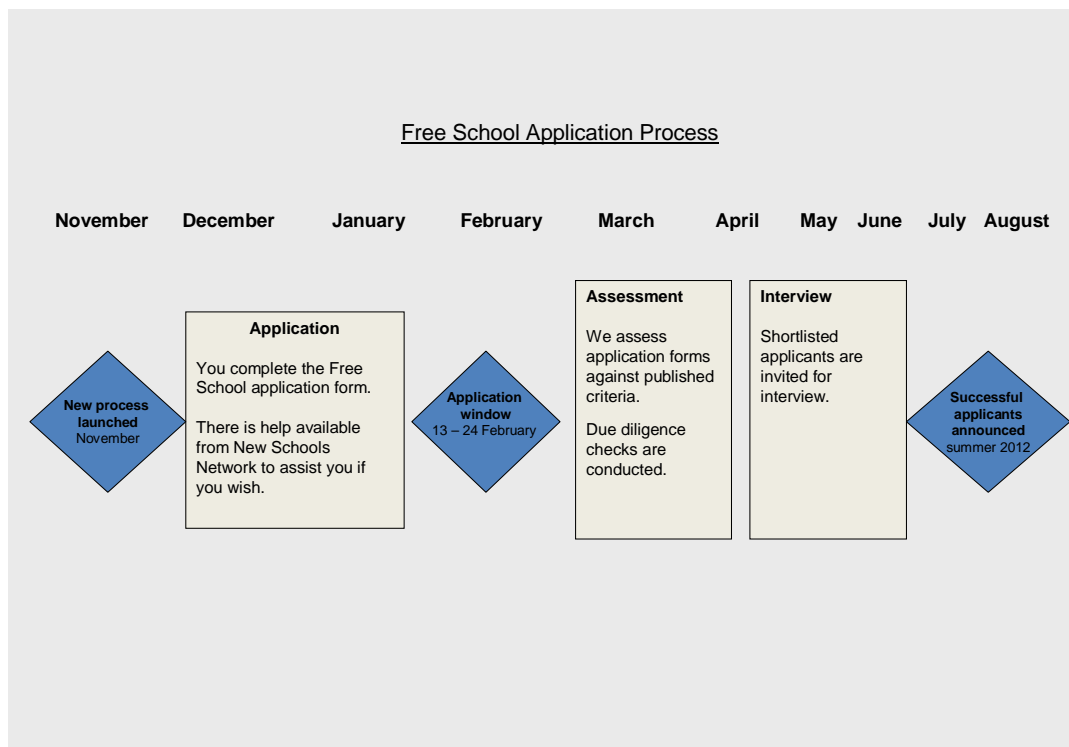 Free School Application Process
November December January February March April May June July August
New process
launched
November
Application
You complete the Free
School application form.
There is help available
from New Schools
Network to assist you if
you wish.
Application
window
13 – 24 February
Assessment
We assess
application forms
against published
criteria.
Due diligence
checks are
conducted.
Interview
Shortlisted
applicants are
invited for
interview.
Successful
applicants
announced
summer 2012